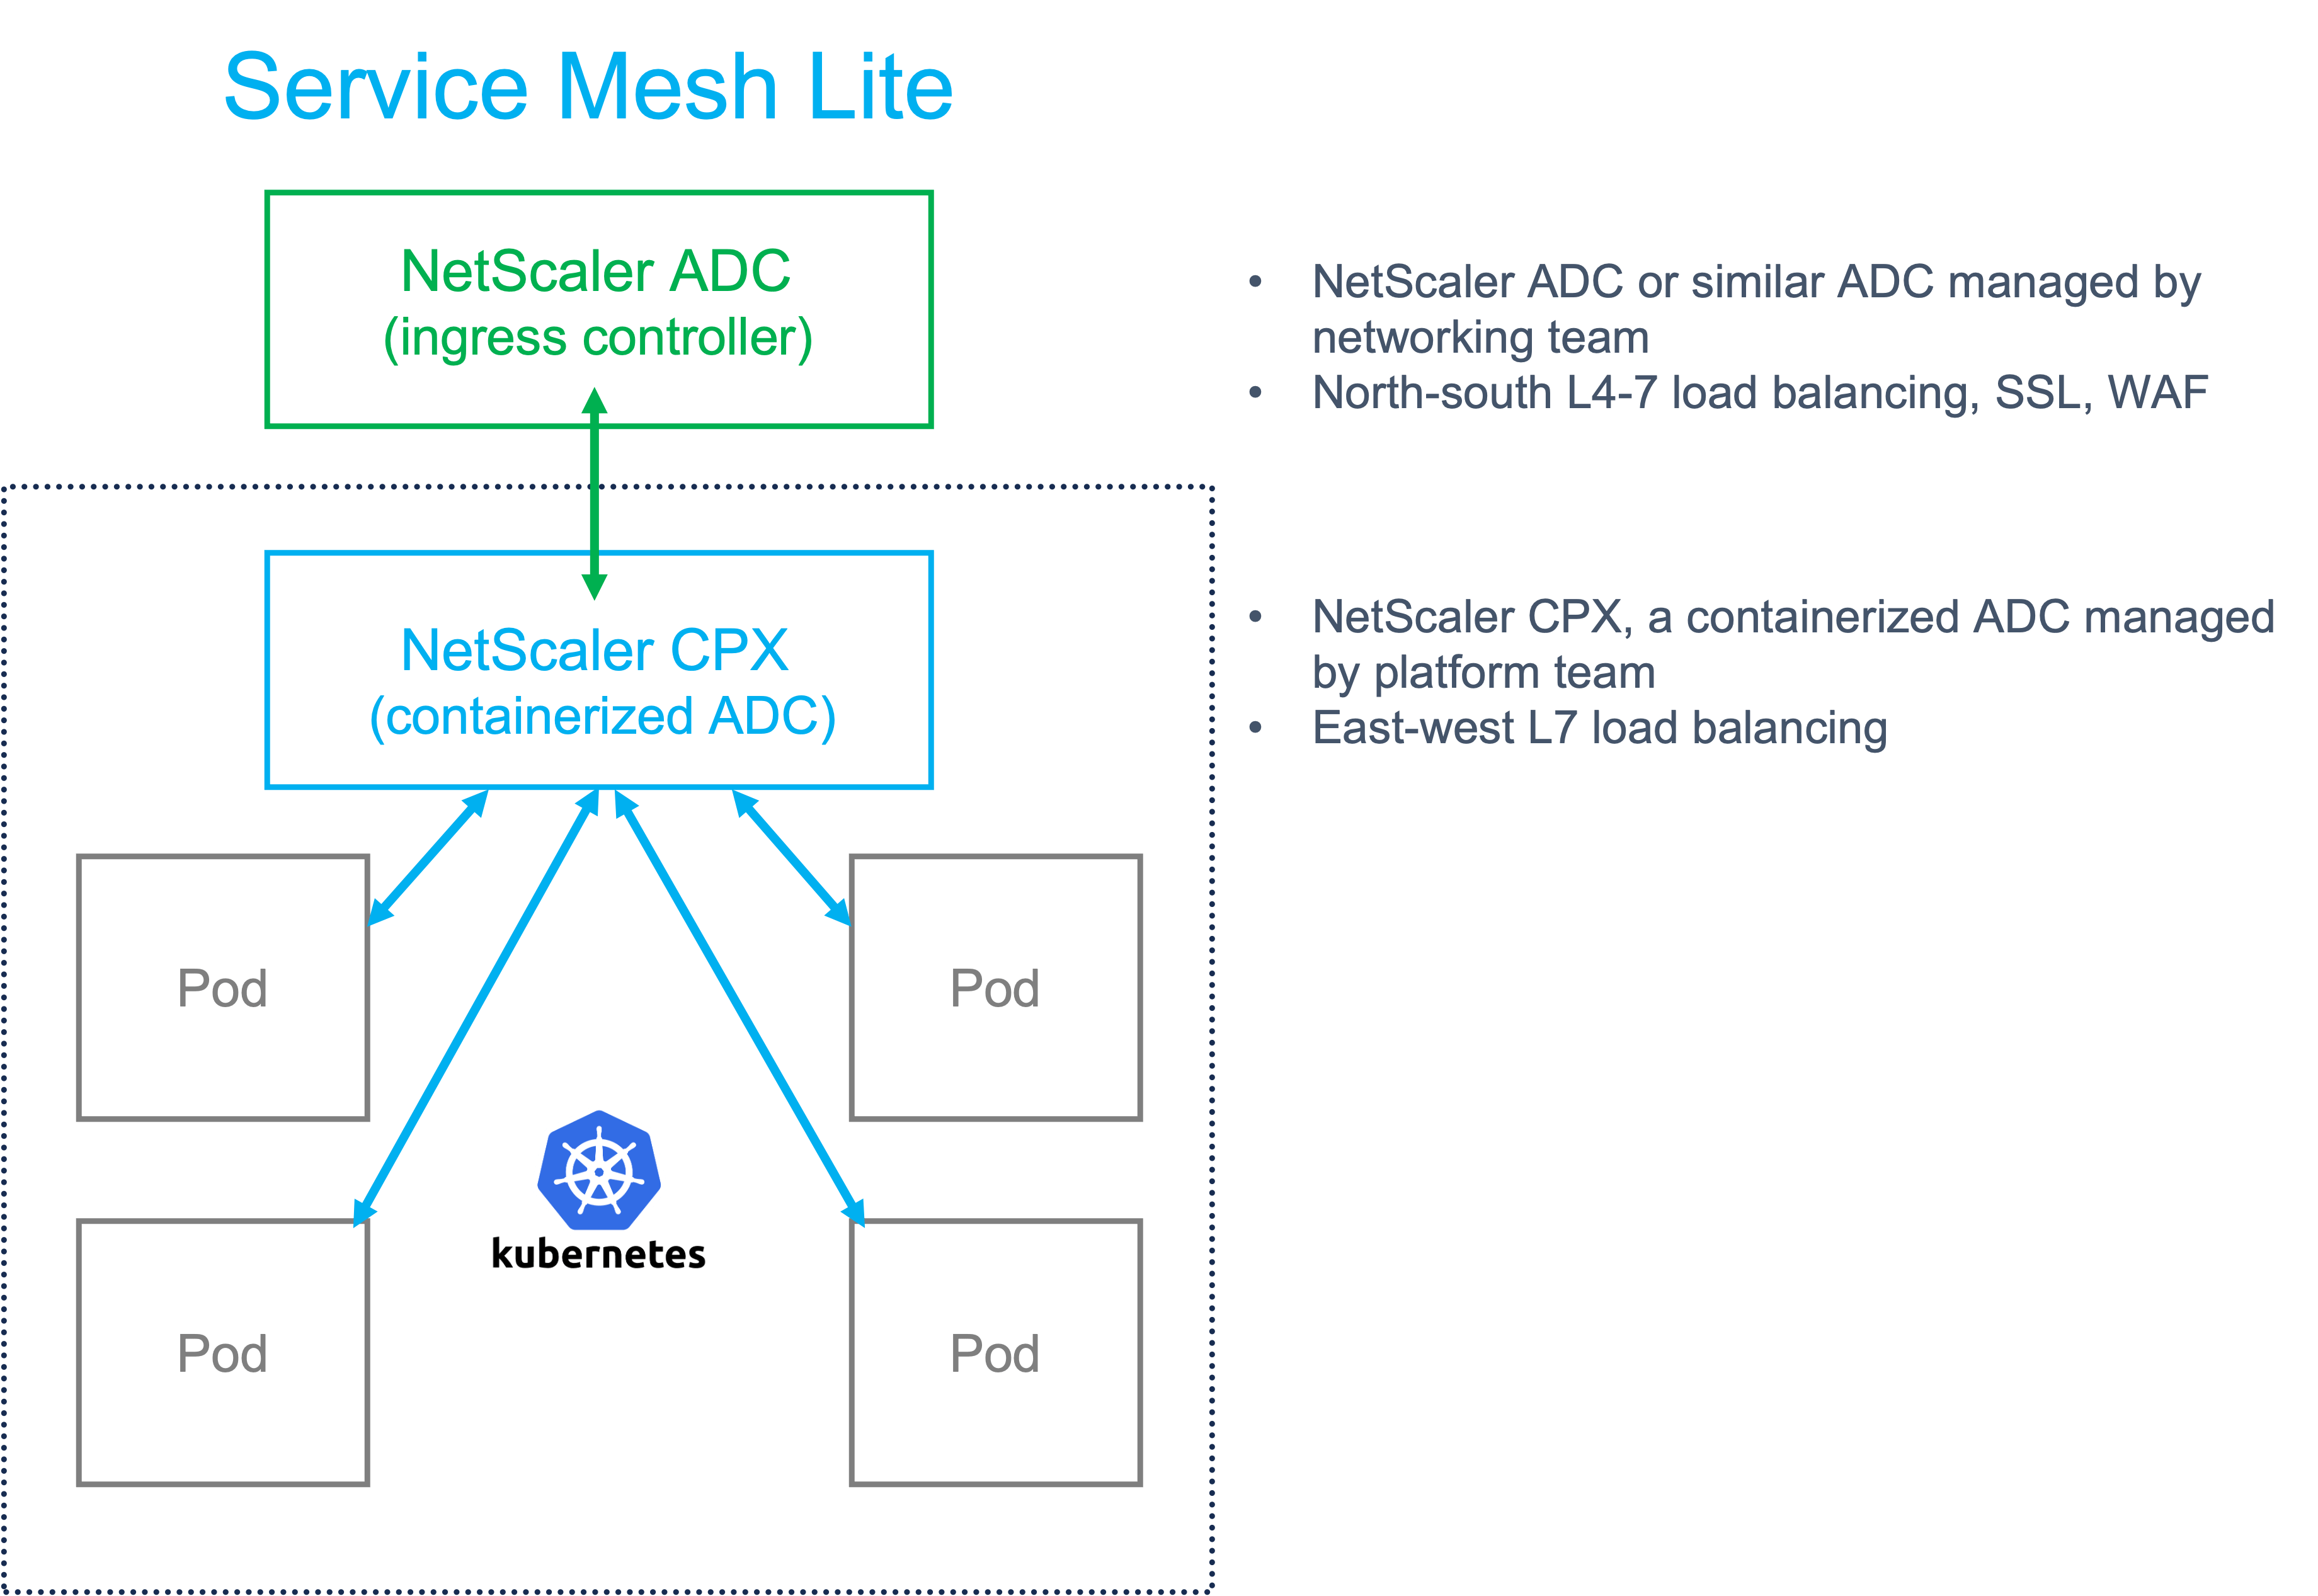 Service Mesh Lite
NetScaler ADC
(ingress controller)
• NetScaler ADC or similar ADC managed by
networking team
• North-south L4-7 load balancing, SSL, WAF
NetScaler CPX
(containerized ADC)
• NetScaler CPX, a containerized ADC managed
by platform team
• East-west L7 load balancing
Pod
Pod
kubernetes
Pod
Pod